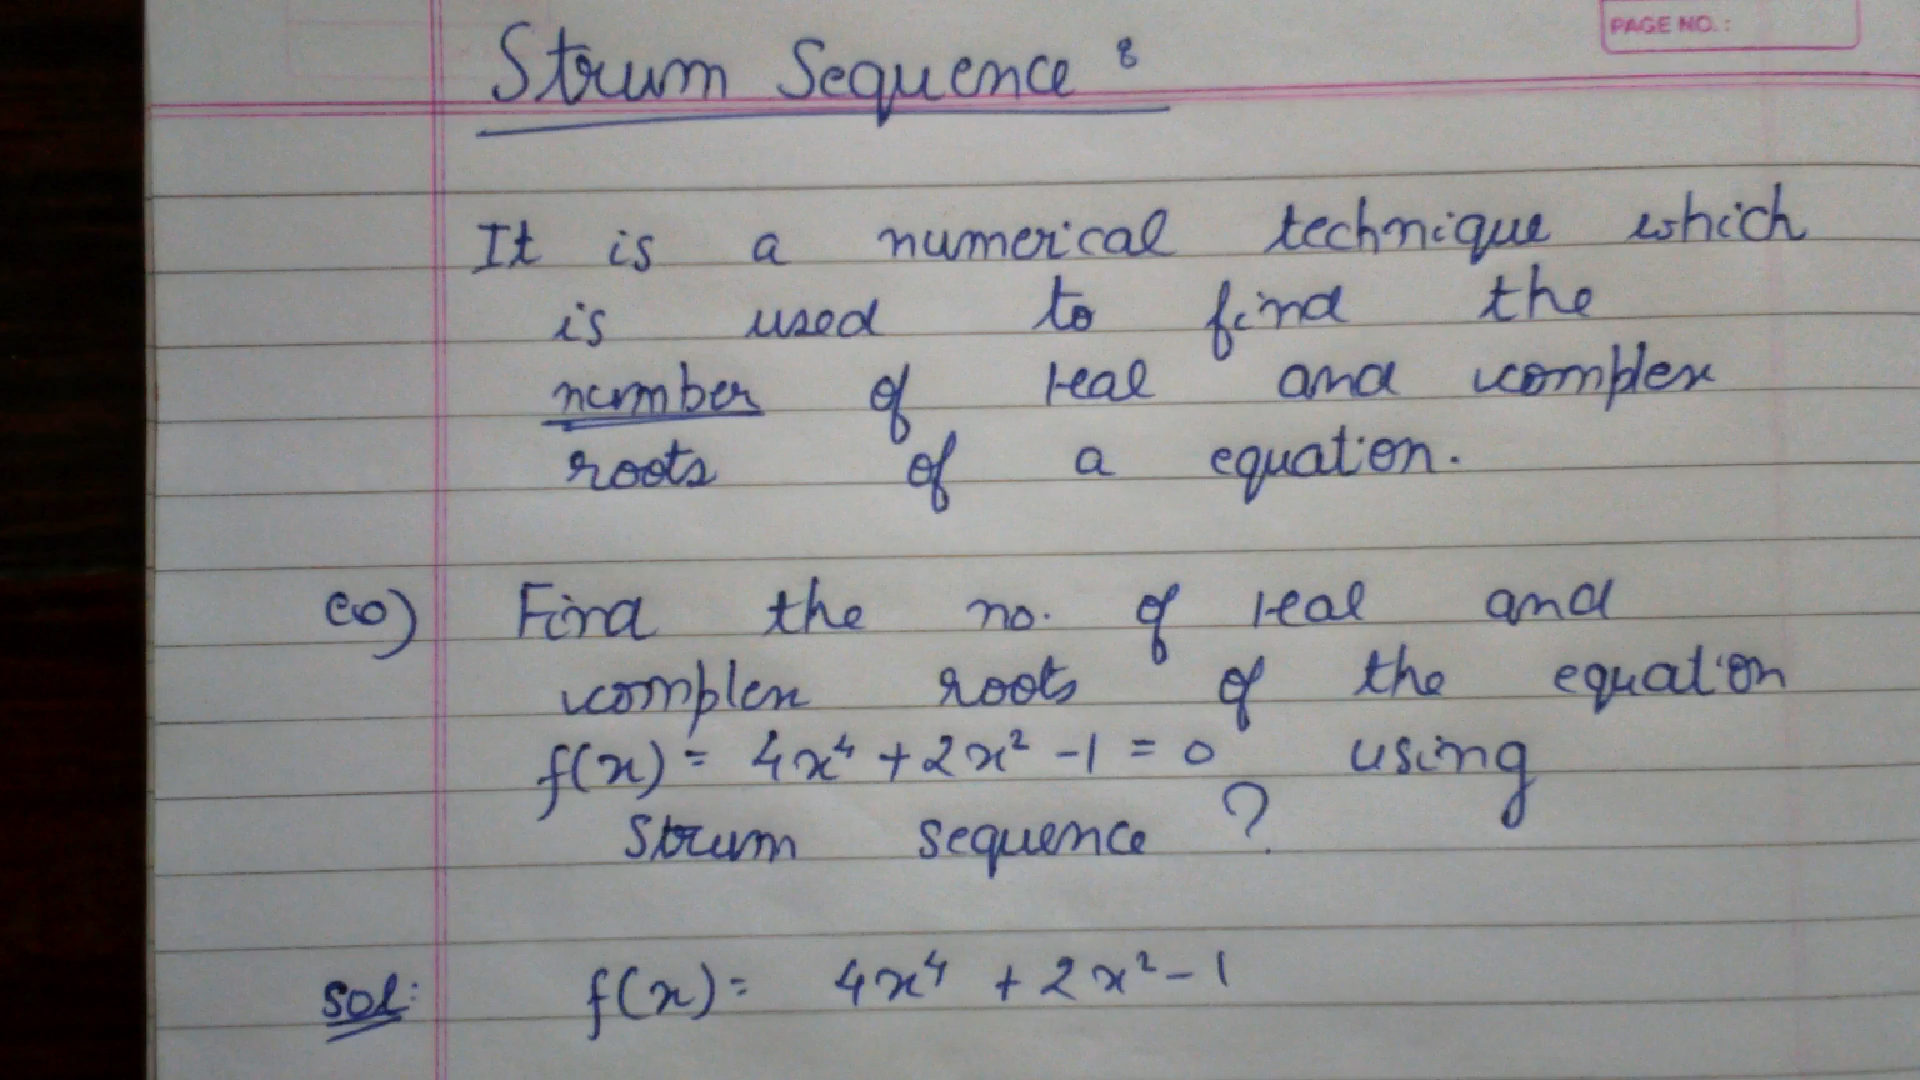 PAGE NO.:
Strum Sequence :
It is a numerical technique which
is used to find the
number of real and complex
roots of a equation.
Find the no. of real and
complex roots of the equation
f(x) = 4x⁴ + 2x² - 1 = 0 using
Strum sequence ?
sol: f(x) = 4x⁴ + 2x² - 1